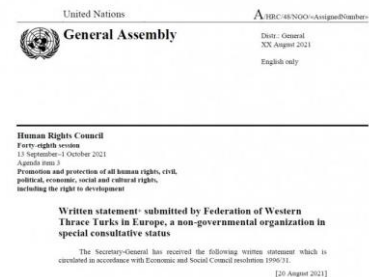 United Nations
A/HRC/48/NGO/<AssignedNumber>
General Assembly
Distr.: General
XX August 2021
English only
Human Rights Council
Forty-eighth session
13 September–1 October 2021
Agenda item 3
Promotion and protection of all human rights, civil,
political, economic, social and cultural rights,
including the right to development
Written statement* submitted by Federation of Western
Thrace Turks in Europe, a non-governmental organization in
special consultative status
The Secretary-General has received the following written statement which is
circulated in accordance with Economic and Social Council resolution 1996/31.
[20 August 2021]